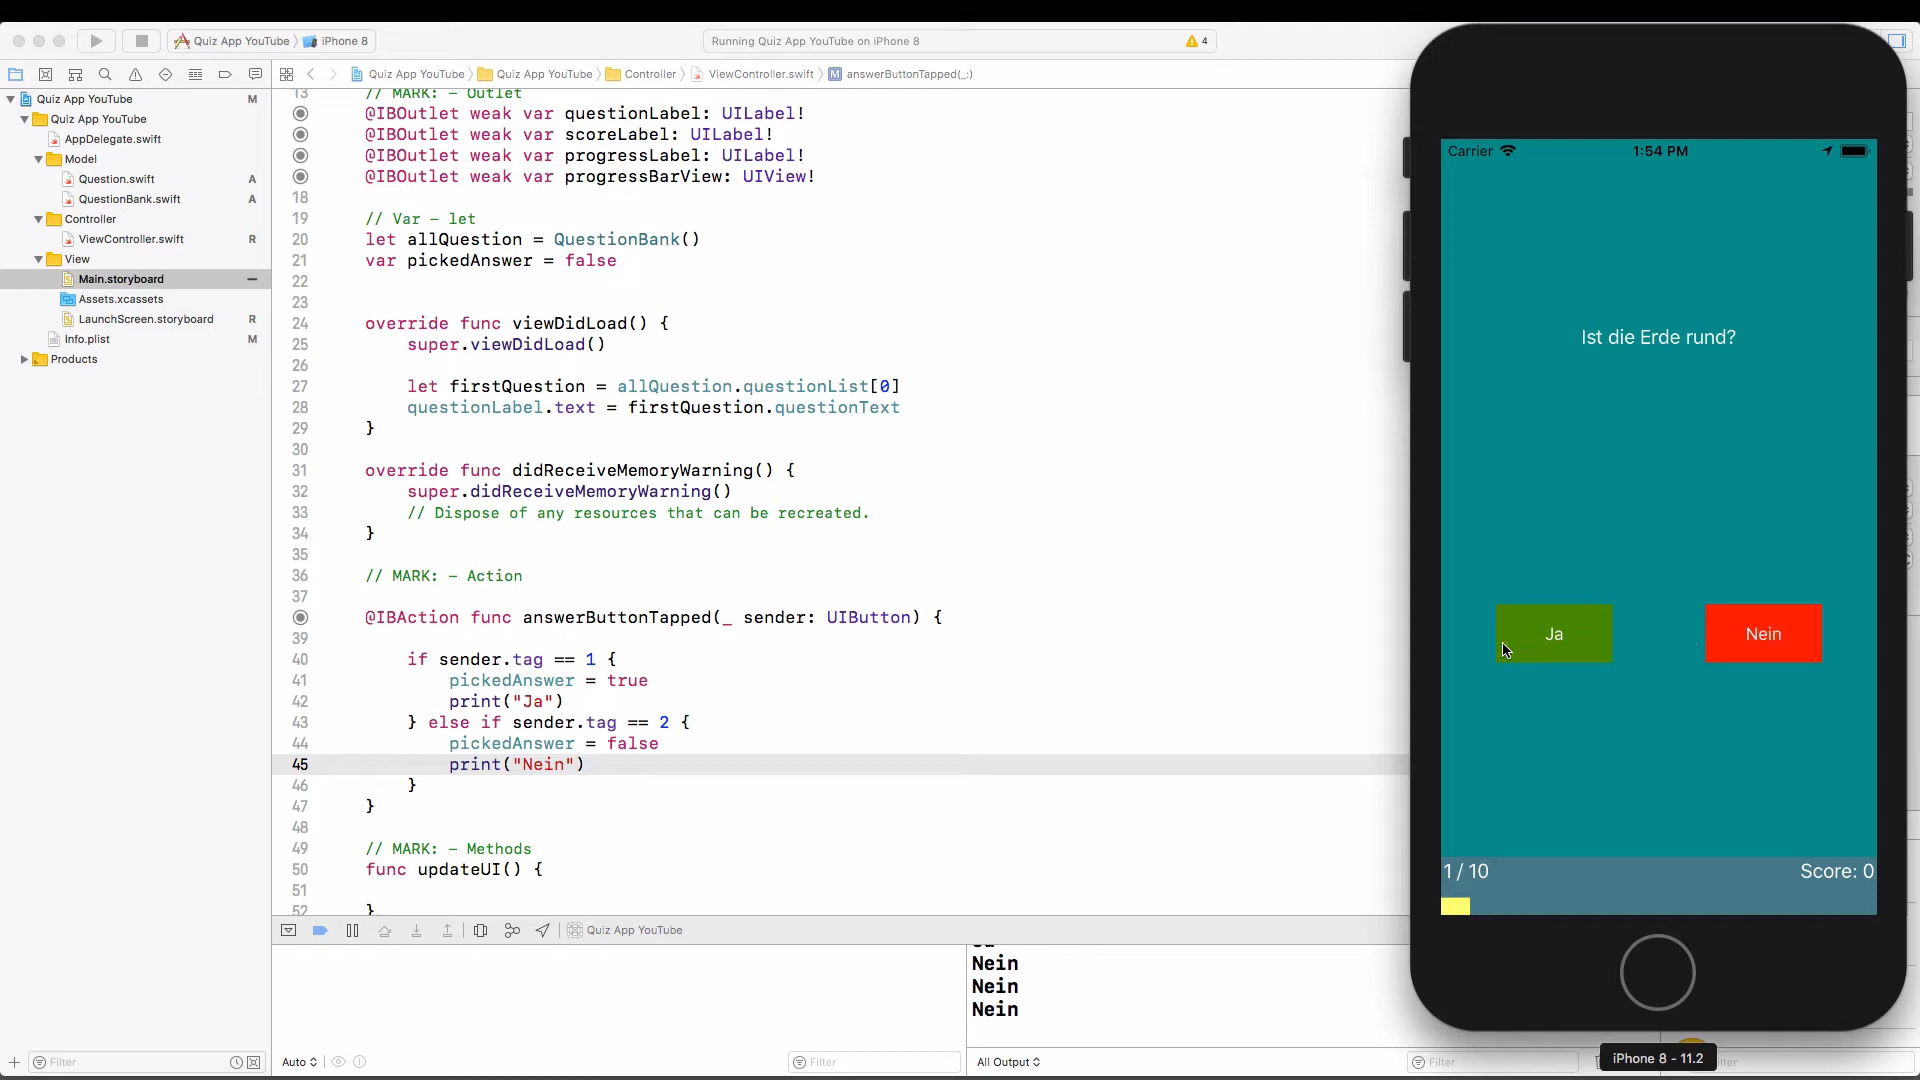 Quiz App YouTube
iPhone 8
Running Quiz App YouTube on iPhone 8
4
Quiz App YouTube
Quiz App YouTube
Controller
ViewController.swift
M
answerButtonTapped(_:)
Quiz App YouTube M
Quiz App YouTube
AppDelegate.swift
Model
Question.swift A
QuestionBank.swift A
Controller
ViewController.swift R
View
Main.storyboard
Assets.xcassets
LaunchScreen.storyboard R
Info.plist M
Products
13 // MARK: - Outlet
@IBOutlet weak var questionLabel: UILabel!
@IBOutlet weak var scoreLabel: UILabel!
@IBOutlet weak var progressLabel: UILabel!
@IBOutlet weak var progressBarView: UIView!
18
19 // Var - let
20 let allQuestion = QuestionBank()
21 var pickedAnswer = false
22
23
24 override func viewDidLoad() {
25 super.viewDidLoad()
26
27 let firstQuestion = allQuestion.questionList[0]
28 questionLabel.text = firstQuestion.questionText
29 }
30
31 override func didReceiveMemoryWarning() {
32 super.didReceiveMemoryWarning()
33 // Dispose of any resources that can be recreated.
34 }
35
36 // MARK: - Action
37
@IBAction func answerButtonTapped(_ sender: UIButton) {
39
40 if sender.tag == 1 {
41 pickedAnswer = true
42 print("Ja")
43 } else if sender.tag == 2 {
44 pickedAnswer = false
45 print("Nein")
46 }
47 }
48
49 // MARK: - Methods
50 func updateUI() {
51
52 }
Quiz App YouTube
Nein
Nein
Nein
Filter
Auto
Filter
All Output
Filter
Carrier
1:54 PM
Ist die Erde rund?
Ja
Nein
1 / 10
Score: 0
iPhone 8 - 11.2